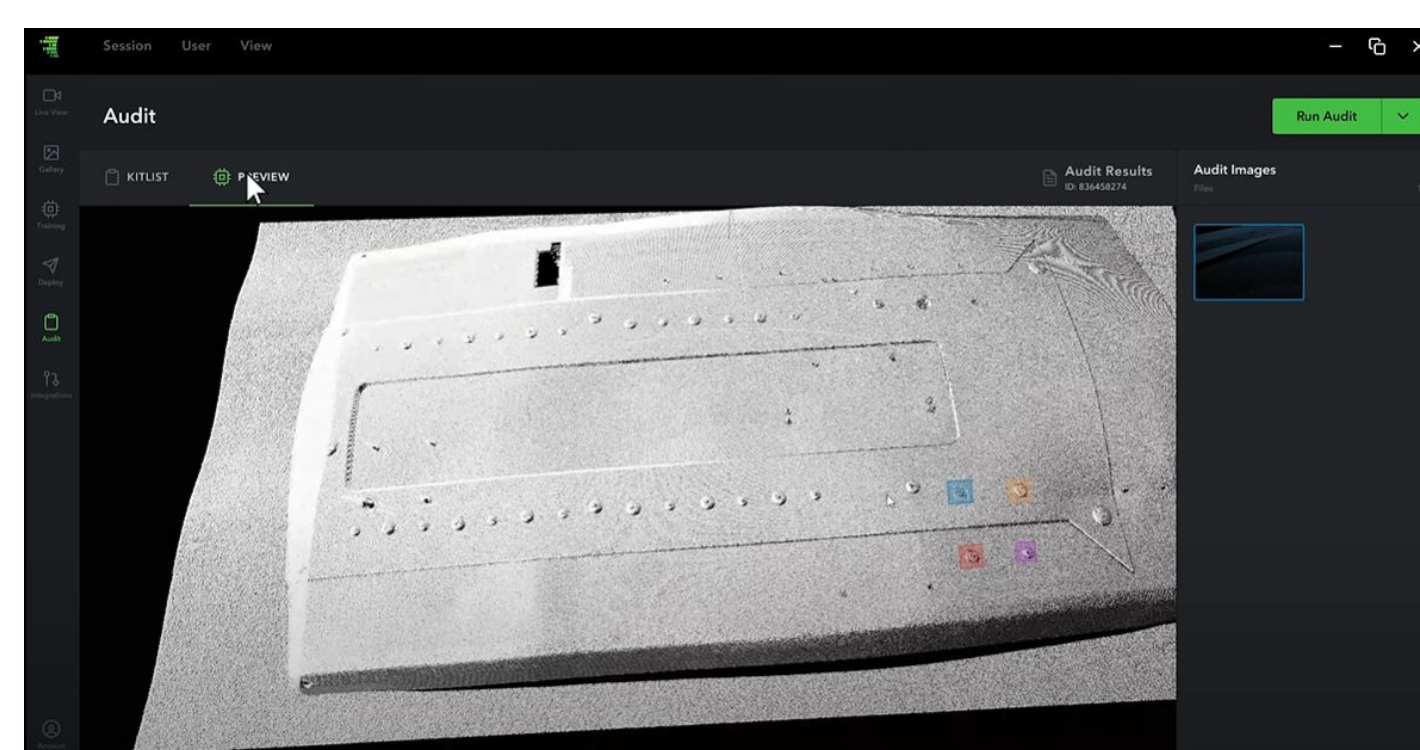 Session User View
Live View
Audit
Run Audit
Gallery
KITLIST
PREVIEW
Audit Results
ID: 836458274
Audit Images
Files
Training
Deploy
Audit
Integrations
Account